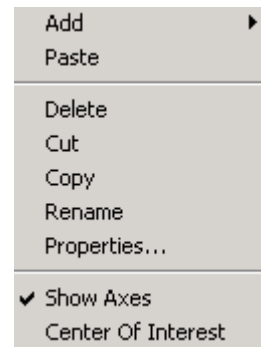 Add
Paste
Delete
Cut
Copy
Rename
Properties...
Show Axes
Center Of Interest